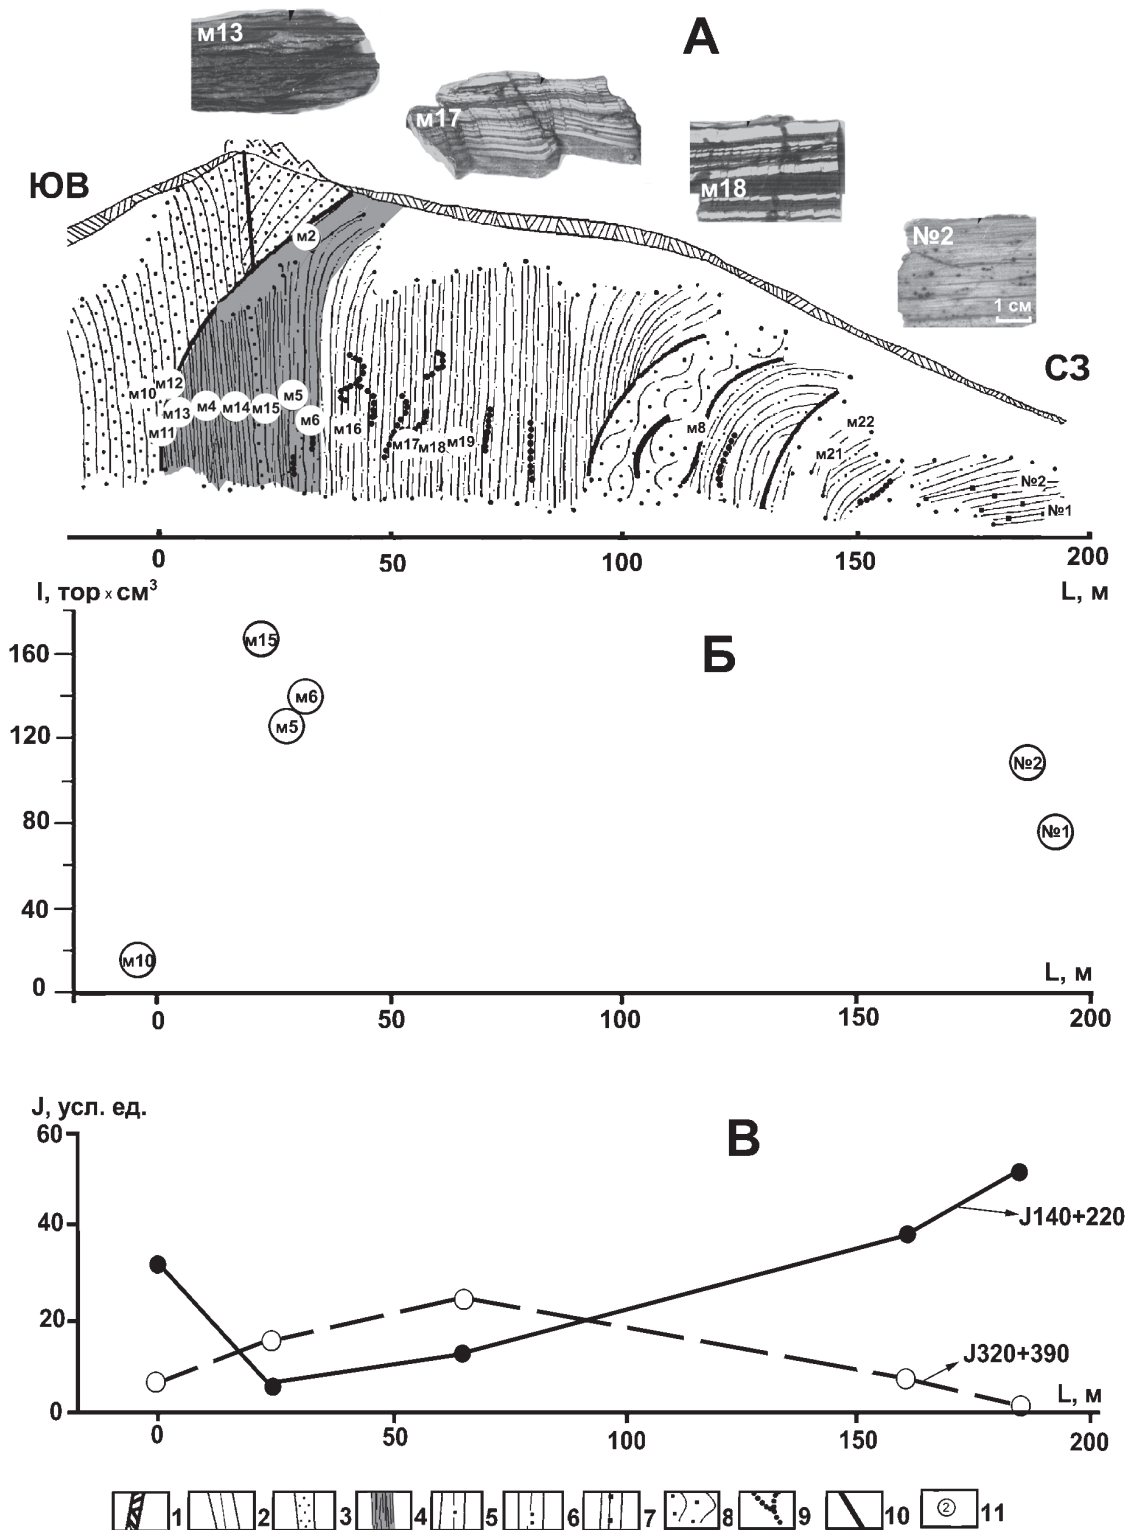 м13
А
м17
м18
№2
1 см
ЮВ
СЗ
м2
м10
м12
м13
м11
м4
м14
м15
м5
м6
м16
м17
м18
м19
м8
м22
м21
№2
№1
0
50
100
150
200
L, м
I, тор х см³
Б
160
120
80
40
0
м15
м6
м5
№2
№1
м10
L, м
0
50
100
150
200
J, усл. ед.
В
60
40
20
0
J140+220
J320+390
L, м
0
50
100
150
200
1
2
3
4
5
6
7
8
9
10
2
11